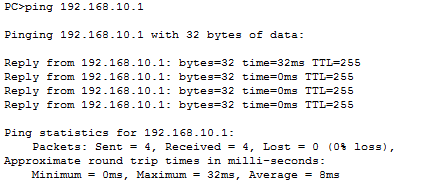 PC>ping 192.168.10.1
Pinging 192.168.10.1 with 32 bytes of data:
Reply from 192.168.10.1: bytes=32 time=32ms TTL=255
Reply from 192.168.10.1: bytes=32 time=0ms TTL=255
Reply from 192.168.10.1: bytes=32 time=0ms TTL=255
Reply from 192.168.10.1: bytes=32 time=0ms TTL=255
Ping statistics for 192.168.10.1:
Packets: Sent = 4, Received = 4, Lost = 0 (0% loss),
Approximate round trip times in milli-seconds:
Minimum = 0ms, Maximum = 32ms, Average = 8ms